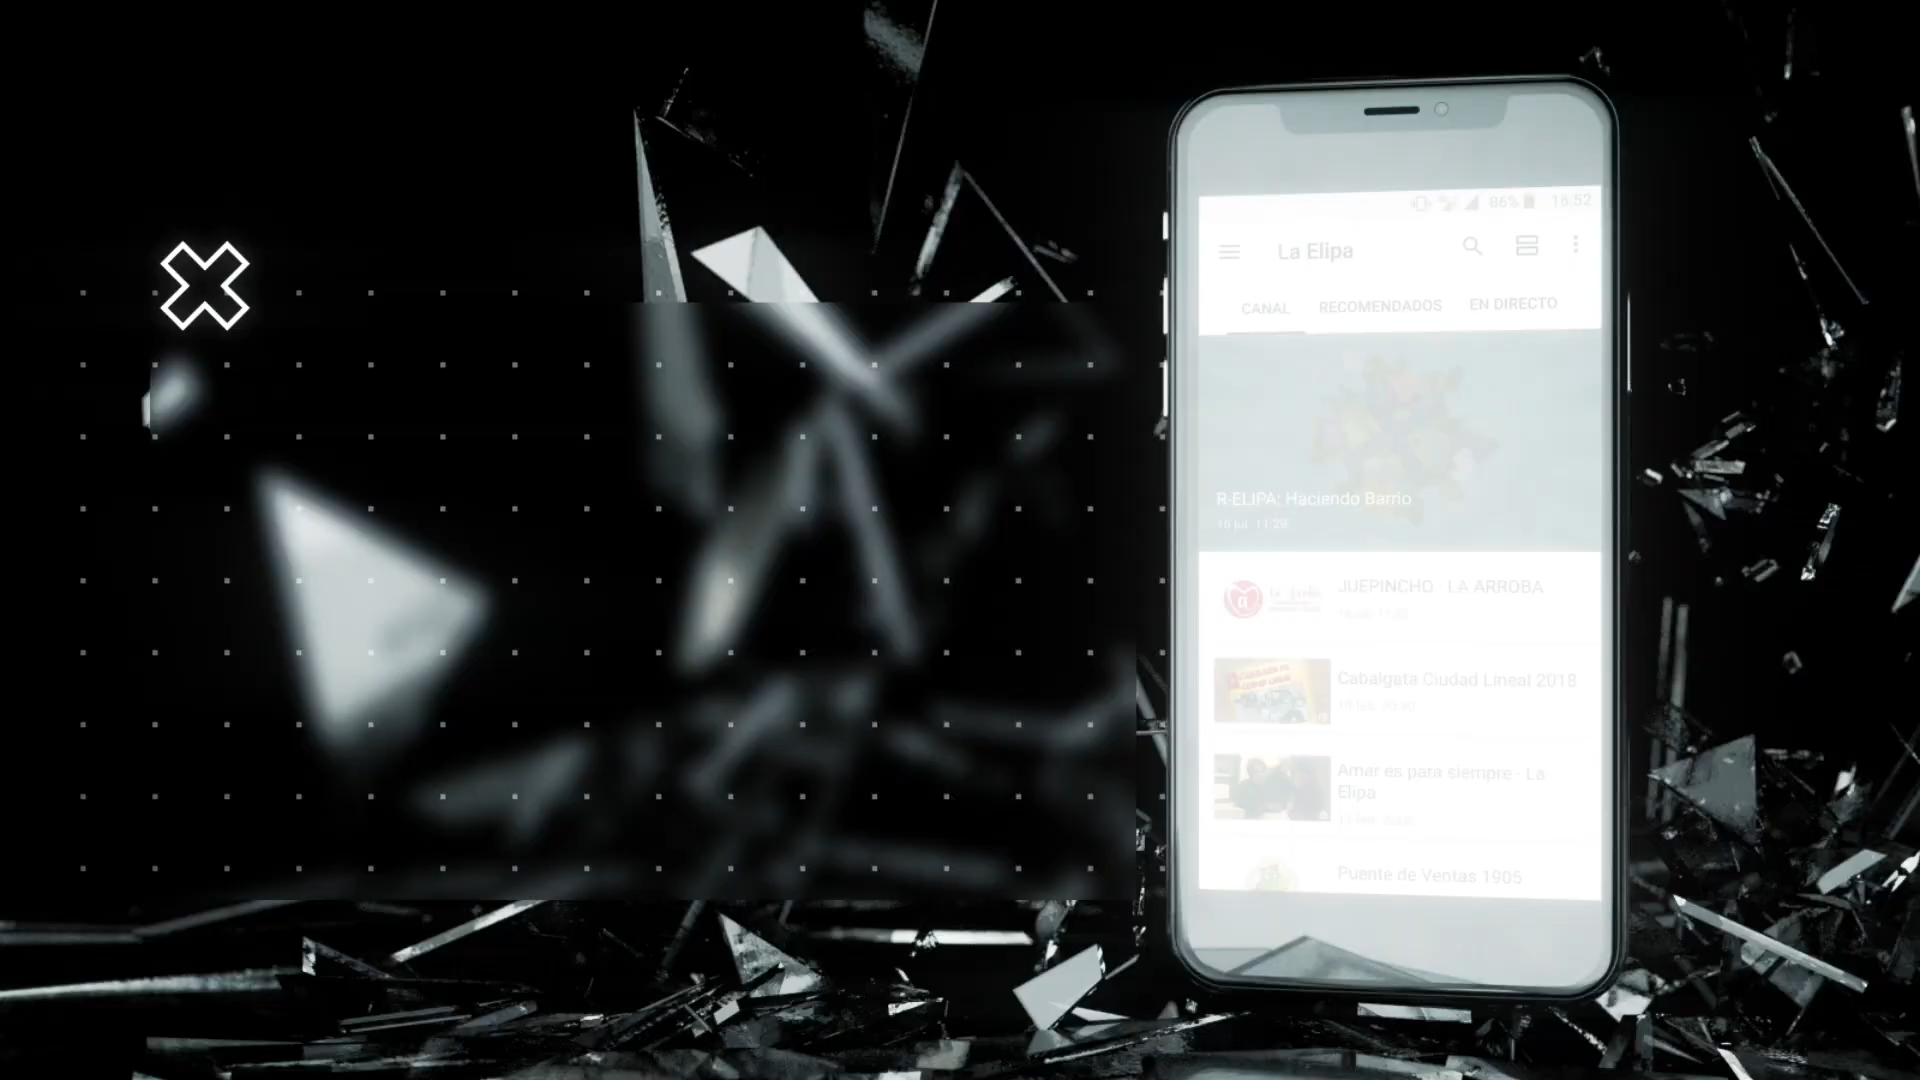 86% 16:52
La Elipa
CANAL RECOMENDADOS EN DIRECTO
R-ELIPA: Haciendo Barrio
JUEPINCHO - LA ARROBA
Cabalgata Ciudad Lineal 2018
Amar es para siempre - La
Elipa
Puente de Ventas 1905